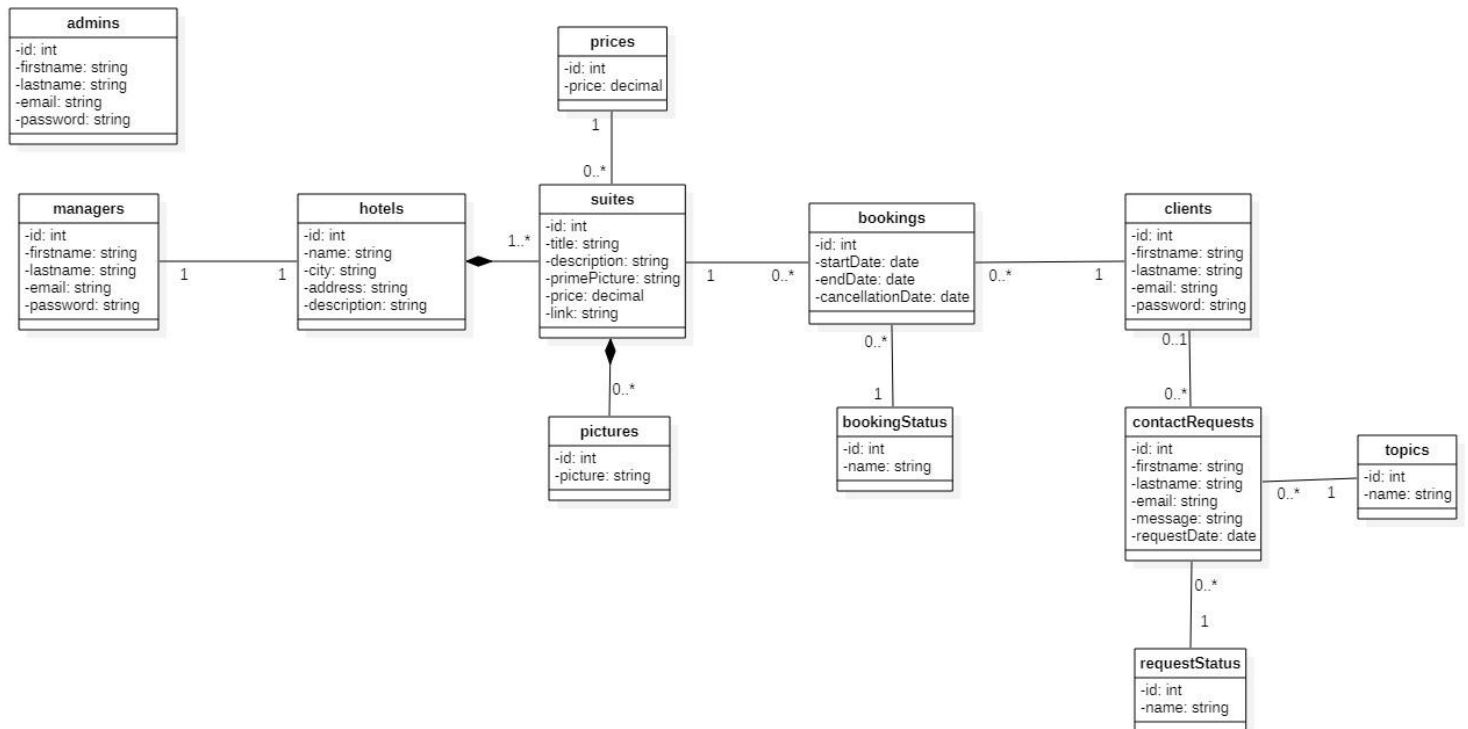 admins
-id: int
-firstname: string
-lastname: string
-email: string
-password: string
prices
-id: int
-price: decimal
1
0..*
managers
-id: int
-firstname: string
-lastname: string
-email: string
-password: string
1
1
hotels
-id: int
-name: string
-city: string
-address: string
-description: string
1..*
suites
-id: int
-title: string
-description: string
-primePicture: string
-price: decimal
-link: string
1
0..*
bookings
-id: int
-startDate: date
-endDate: date
-cancellationDate: date
0..*
1
clients
-id: int
-firstname: string
-lastname: string
-email: string
-password: string
0..*
pictures
-id: int
-picture: string
0..*
1
bookingStatus
-id: int
-name: string
0..1
0..*
contactRequests
-id: int
-firstname: string
-lastname: string
-email: string
-message: string
-requestDate: date
0..*
1
topics
-id: int
-name: string
0..*
1
requestStatus
-id: int
-name: string